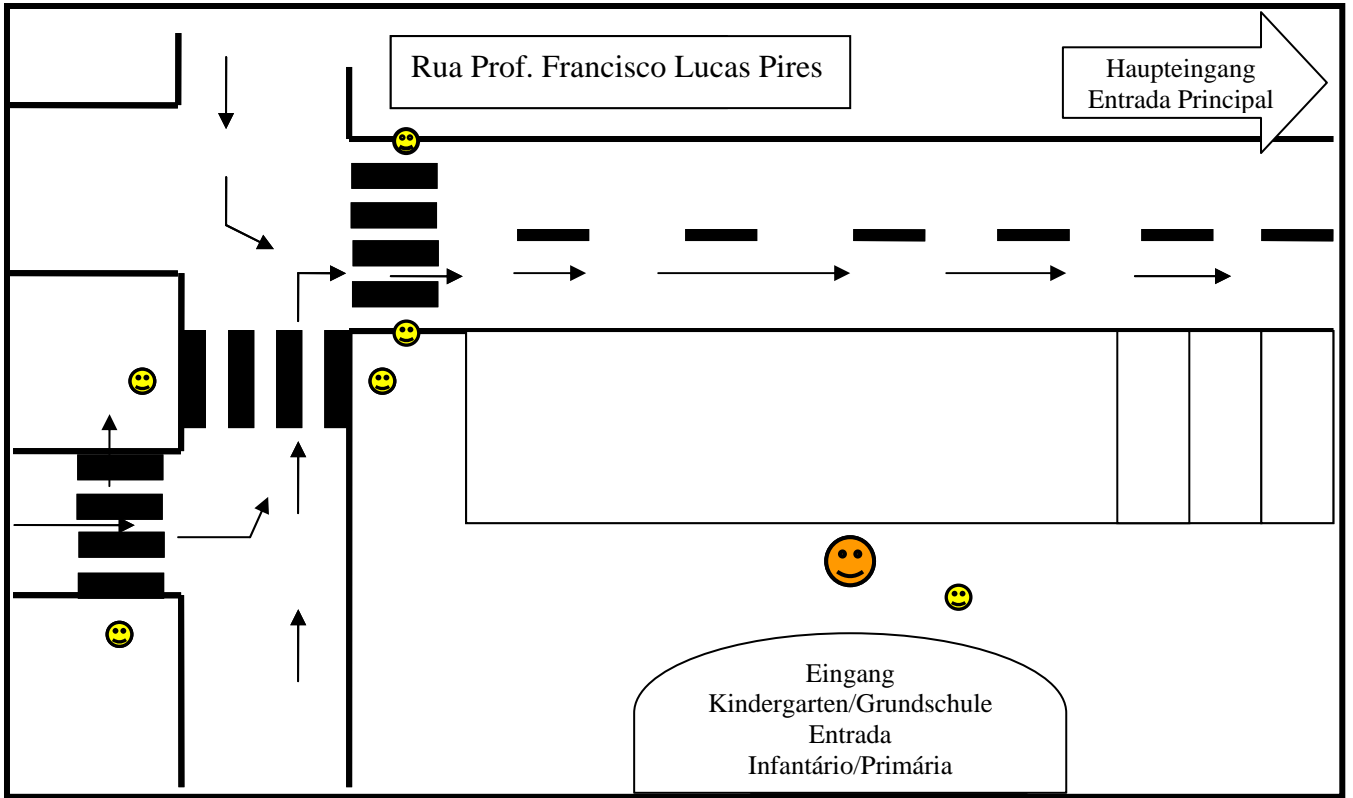 Rua Prof. Francisco Lucas Pires
Haupteingang
Entrada Principal
Eingang
Kindergarten/Grundschule
Entrada
Infantário/Primária